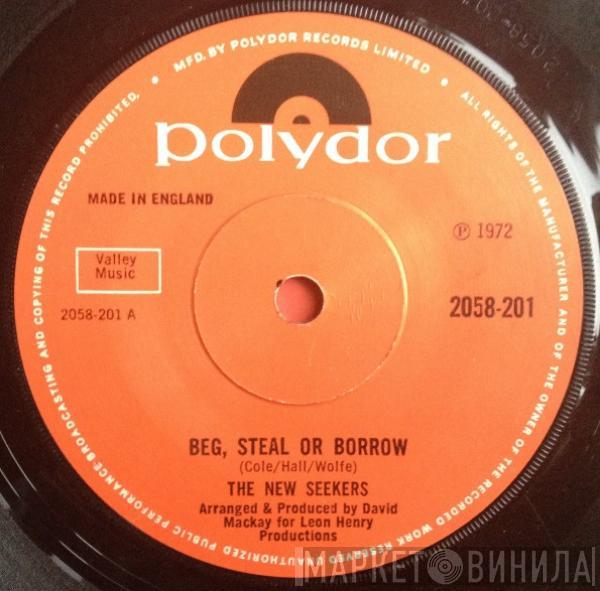 MFD. BY POLYDOR RECORDS LIMITED • ALL RIGHTS OF THE MANUFACTURER AND OF THE OWNER OF THE RECORDED WORK RESERVED UNAUTHORIZED PUBLIC PERFORMANCE BROADCASTING AND COPYING OF THIS RECORD PROHIBITED. •
polydor
MADE IN ENGLAND
℗ 1972
Valley
Music
2058-201 A
2058-201
BEG, STEAL OR BORROW
(Cole/Hall/Wolfe)
THE NEW SEEKERS
Arranged & Produced by David
Mackay for Leon Henry
Productions
МАРКЕТ ВИНИЛА